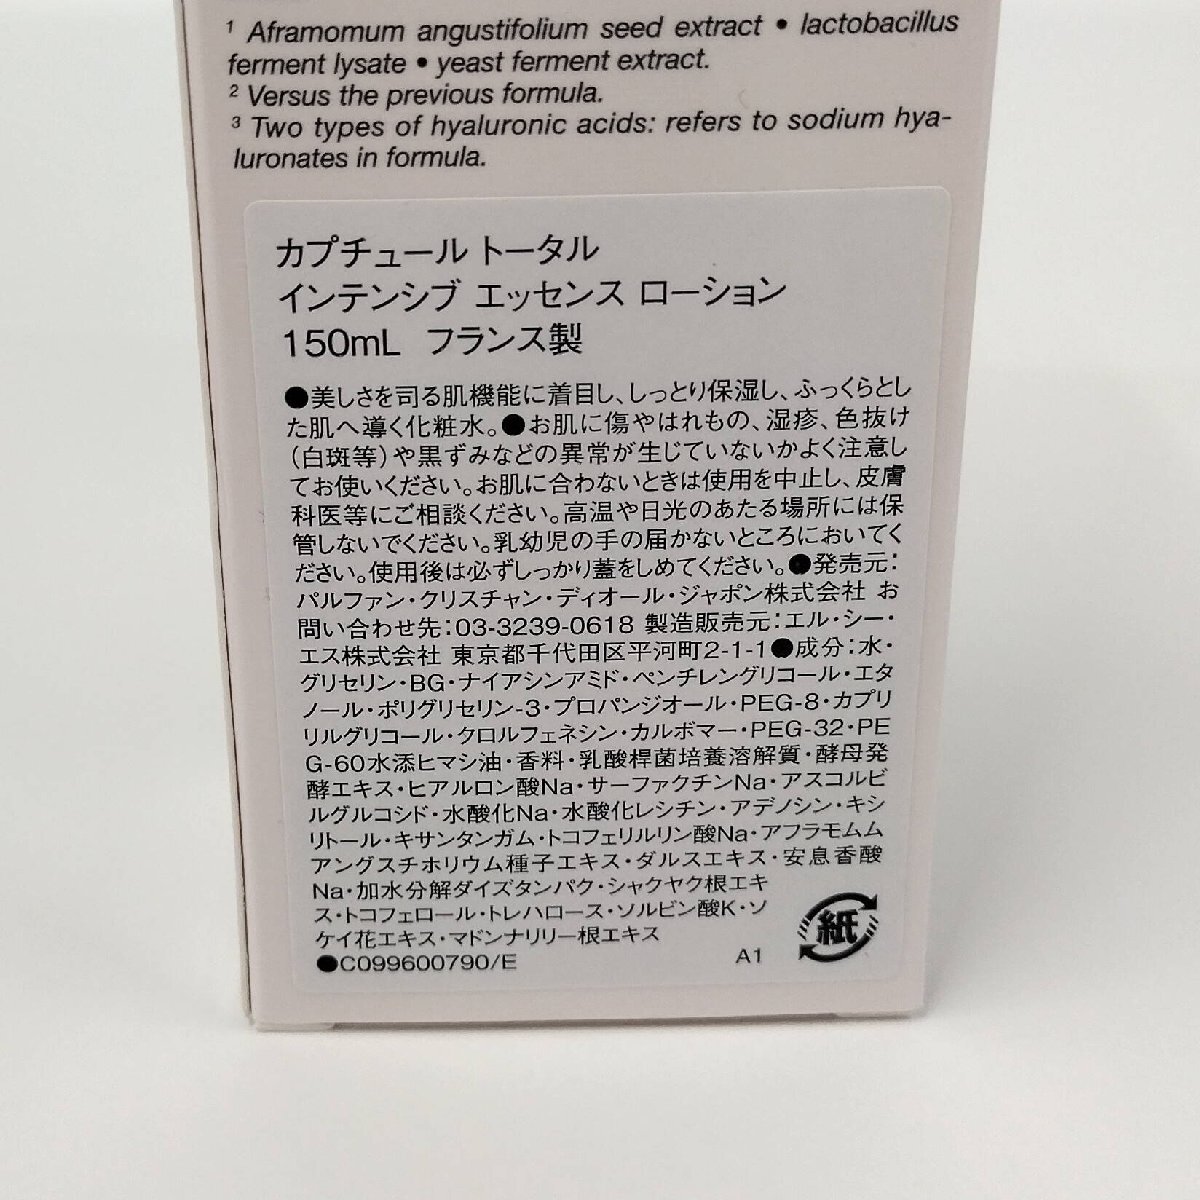 ¹ Aframomum angustifolium seed extract • lactobacillus
ferment lysate • yeast ferment extract.
² Versus the previous formula.
³ Two types of hyaluronic acids: refers to sodium hya-
luronates in formula.
カプチュール トータル
インテンシブ エッセンス ローション
150mL フランス製
●美しさを司る肌機能に着目し、しっとり保湿し、ふっくらとし
た肌へ導く化粧水。●お肌に傷やはれもの、湿疹、色抜け
（白斑等）や黒ずみなどの異常が生じていないかよく注意し
てお使いください。お肌に合わないときは使用を中止し、皮膚
科医等にご相談ください。高温や日光のあたる場所には保
管しないでください。乳幼児の手の届かないところにおいてく
ださい。使用後は必ずしっかり蓋をしめてください。●発売元：
パルファン・クリスチャン・ディオール・ジャポン株式会社 お
問い合わせ先：03-3239-0618 製造販売元：エル・シー・
エス株式会社 東京都千代田区平河町2-1-1●成分：水・
グリセリン・BG・ナイアシンアミド・ペンチレングリコール・エタ
ノール・ポリグリセリン-3・プロパンジオール・PEG-8・カプリ
リルグリコール・クロルフェネシン・カルボマー・PEG-32・PE
G-60水添ヒマシ油・香料・乳酸桿菌培養溶解質・酵母発
酵エキス・ヒアルロン酸Na・サーファクチンNa・アスコルビ
ルグルコシド・水酸化Na・水酸化レシチン・アデノシン・キシ
リトール・キサンタンガム・トコフェリルリン酸Na・アフラモムム
アングスチホリウム種子エキス・ダルスエキス・安息香酸
Na・加水分解ダイズタンパク・シャクヤク根エキ
ス・トコフェロール・トレハロース・ソルビン酸K・ソ
ケイ花エキス・マドンナリリー根エキス
●C099600790/E
A1
紙